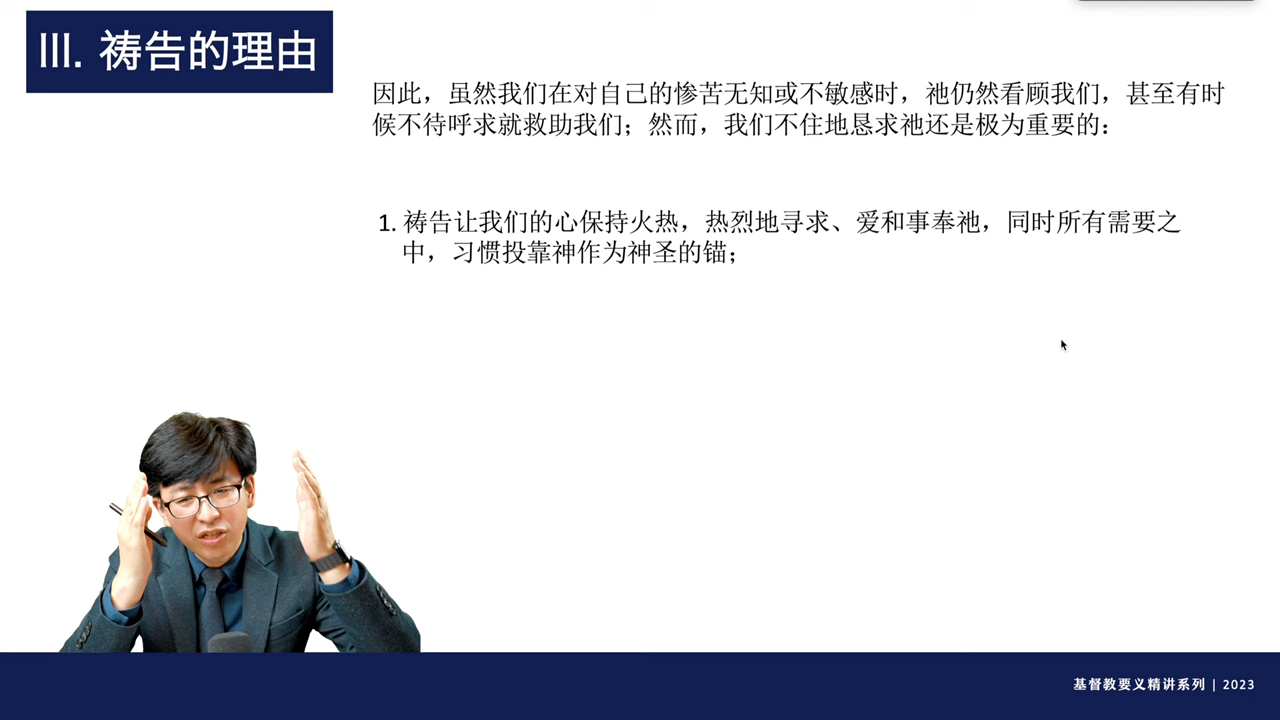 III. 祷告的理由
因此，虽然我们在对自己的惨苦无知或不敏感时，祂仍然看顾我们，甚至有时
候不待呼求就救助我们；然而，我们不住地恳求祂还是极为重要的：
1. 祷告让我们的心保持火热，热烈地寻求、爱和事奉祂，同时所有需要之
中，习惯投靠神作为神圣的锚；
基督教要义精讲系列 | 2023